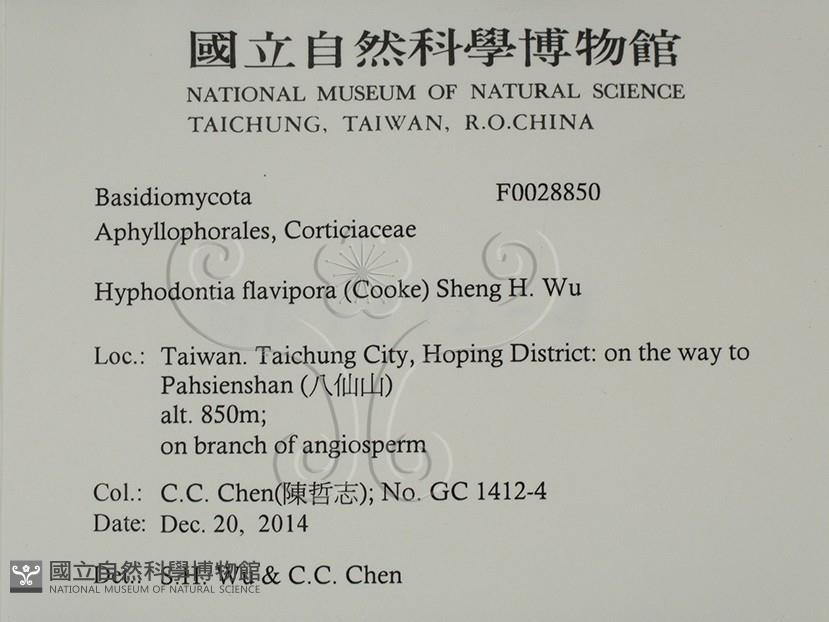 國立自然科學博物館
NATIONAL MUSEUM OF NATURAL SCIENCE
TAICHUNG, TAIWAN, R.O.CHINA
Basidiomycota F0028850
Aphyllophorales, Corticiaceae
Hyphodontia flavipora (Cooke) Sheng H. Wu
Loc.: Taiwan. Taichung City, Hoping District: on the way to
Pahsienshan (八仙山)
alt. 850m;
on branch of angiosperm
Col.: C.C. Chen(陳哲志); No. GC 1412-4
Date: Dec. 20, 2014
Det.: S.H. Wu & C.C. Chen
國立自然科學博物館
NATIONAL MUSEUM OF NATURAL SCIENCE